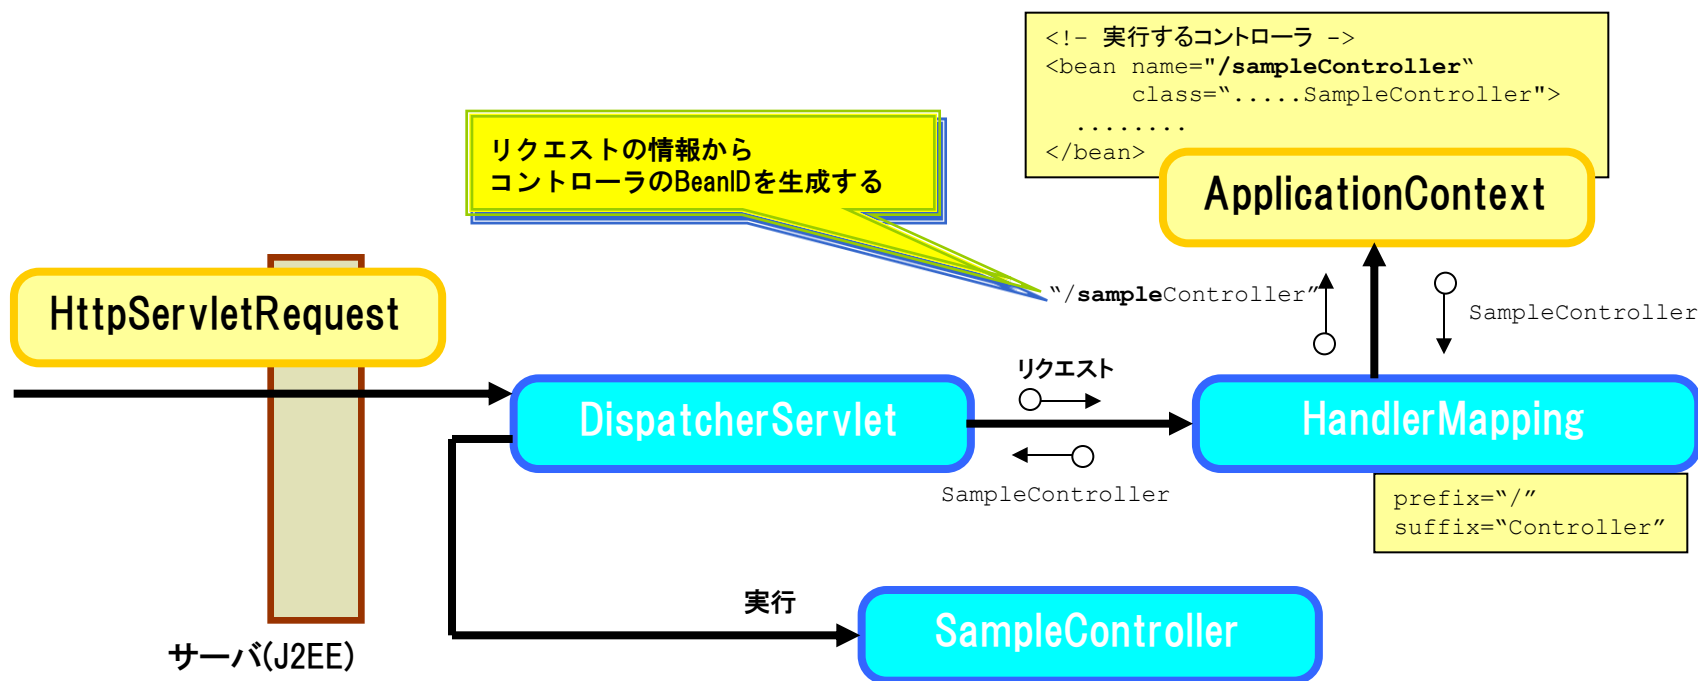 <!– 実行するコントローラ ->
<bean name="/sampleController“
class=“.....SampleController">
........
</bean>
ApplicationContext
リクエストの情報から
コントローラのBeanIDを生成する
“/sampleController”
SampleController
HttpServletRequest
リクエスト
DispatcherServlet
HandlerMapping
SampleController
prefix=“/”
suffix=“Controller”
実行
SampleController
サーバ(J2EE)